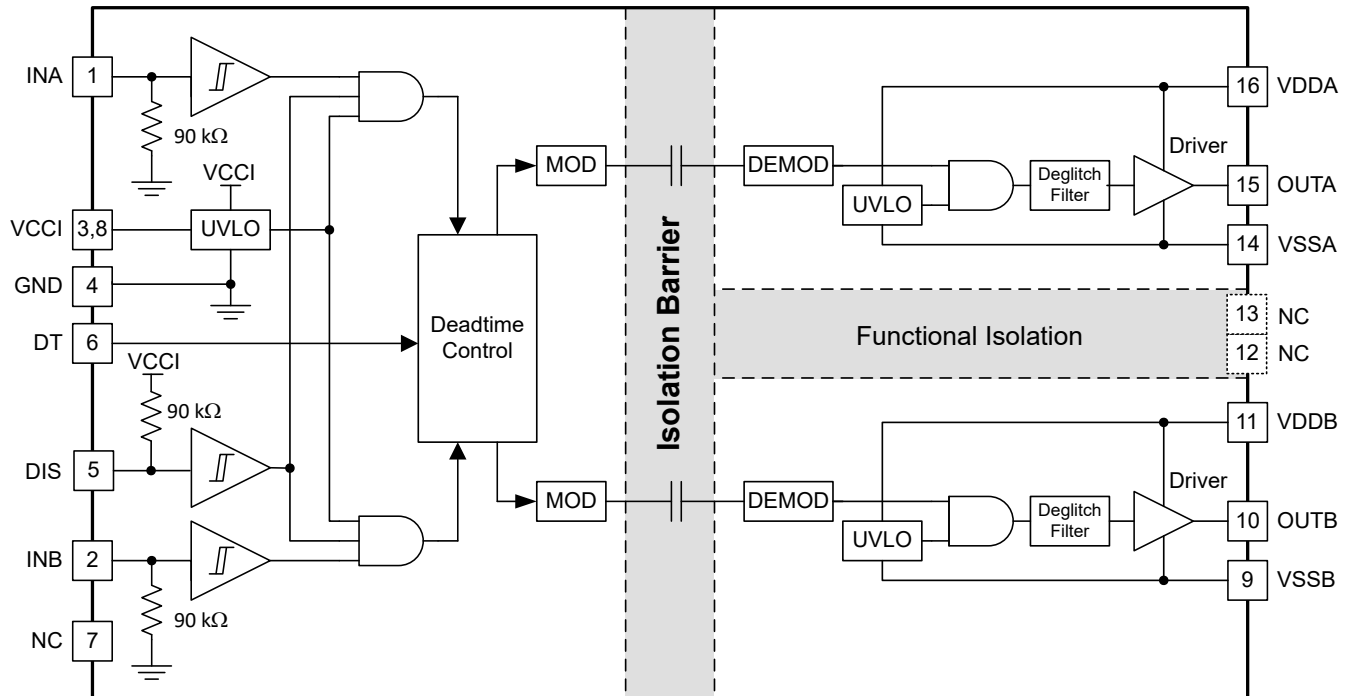 INA
1
90 kΩ
VCCI
VCCI
3,8
UVLO
GND
4
DT
6
VCCI
90 kΩ
DIS
5
INB
2
90 kΩ
NC
7
Deadtime
Control
MOD
MOD
Isolation Barrier
DEMOD
UVLO
Deglitch
Filter
Driver
16
VDDA
15
OUTA
14
VSSA
Functional Isolation
13
NC
12
NC
DEMOD
UVLO
Deglitch
Filter
Driver
11
VDDB
10
OUTB
9
VSSB